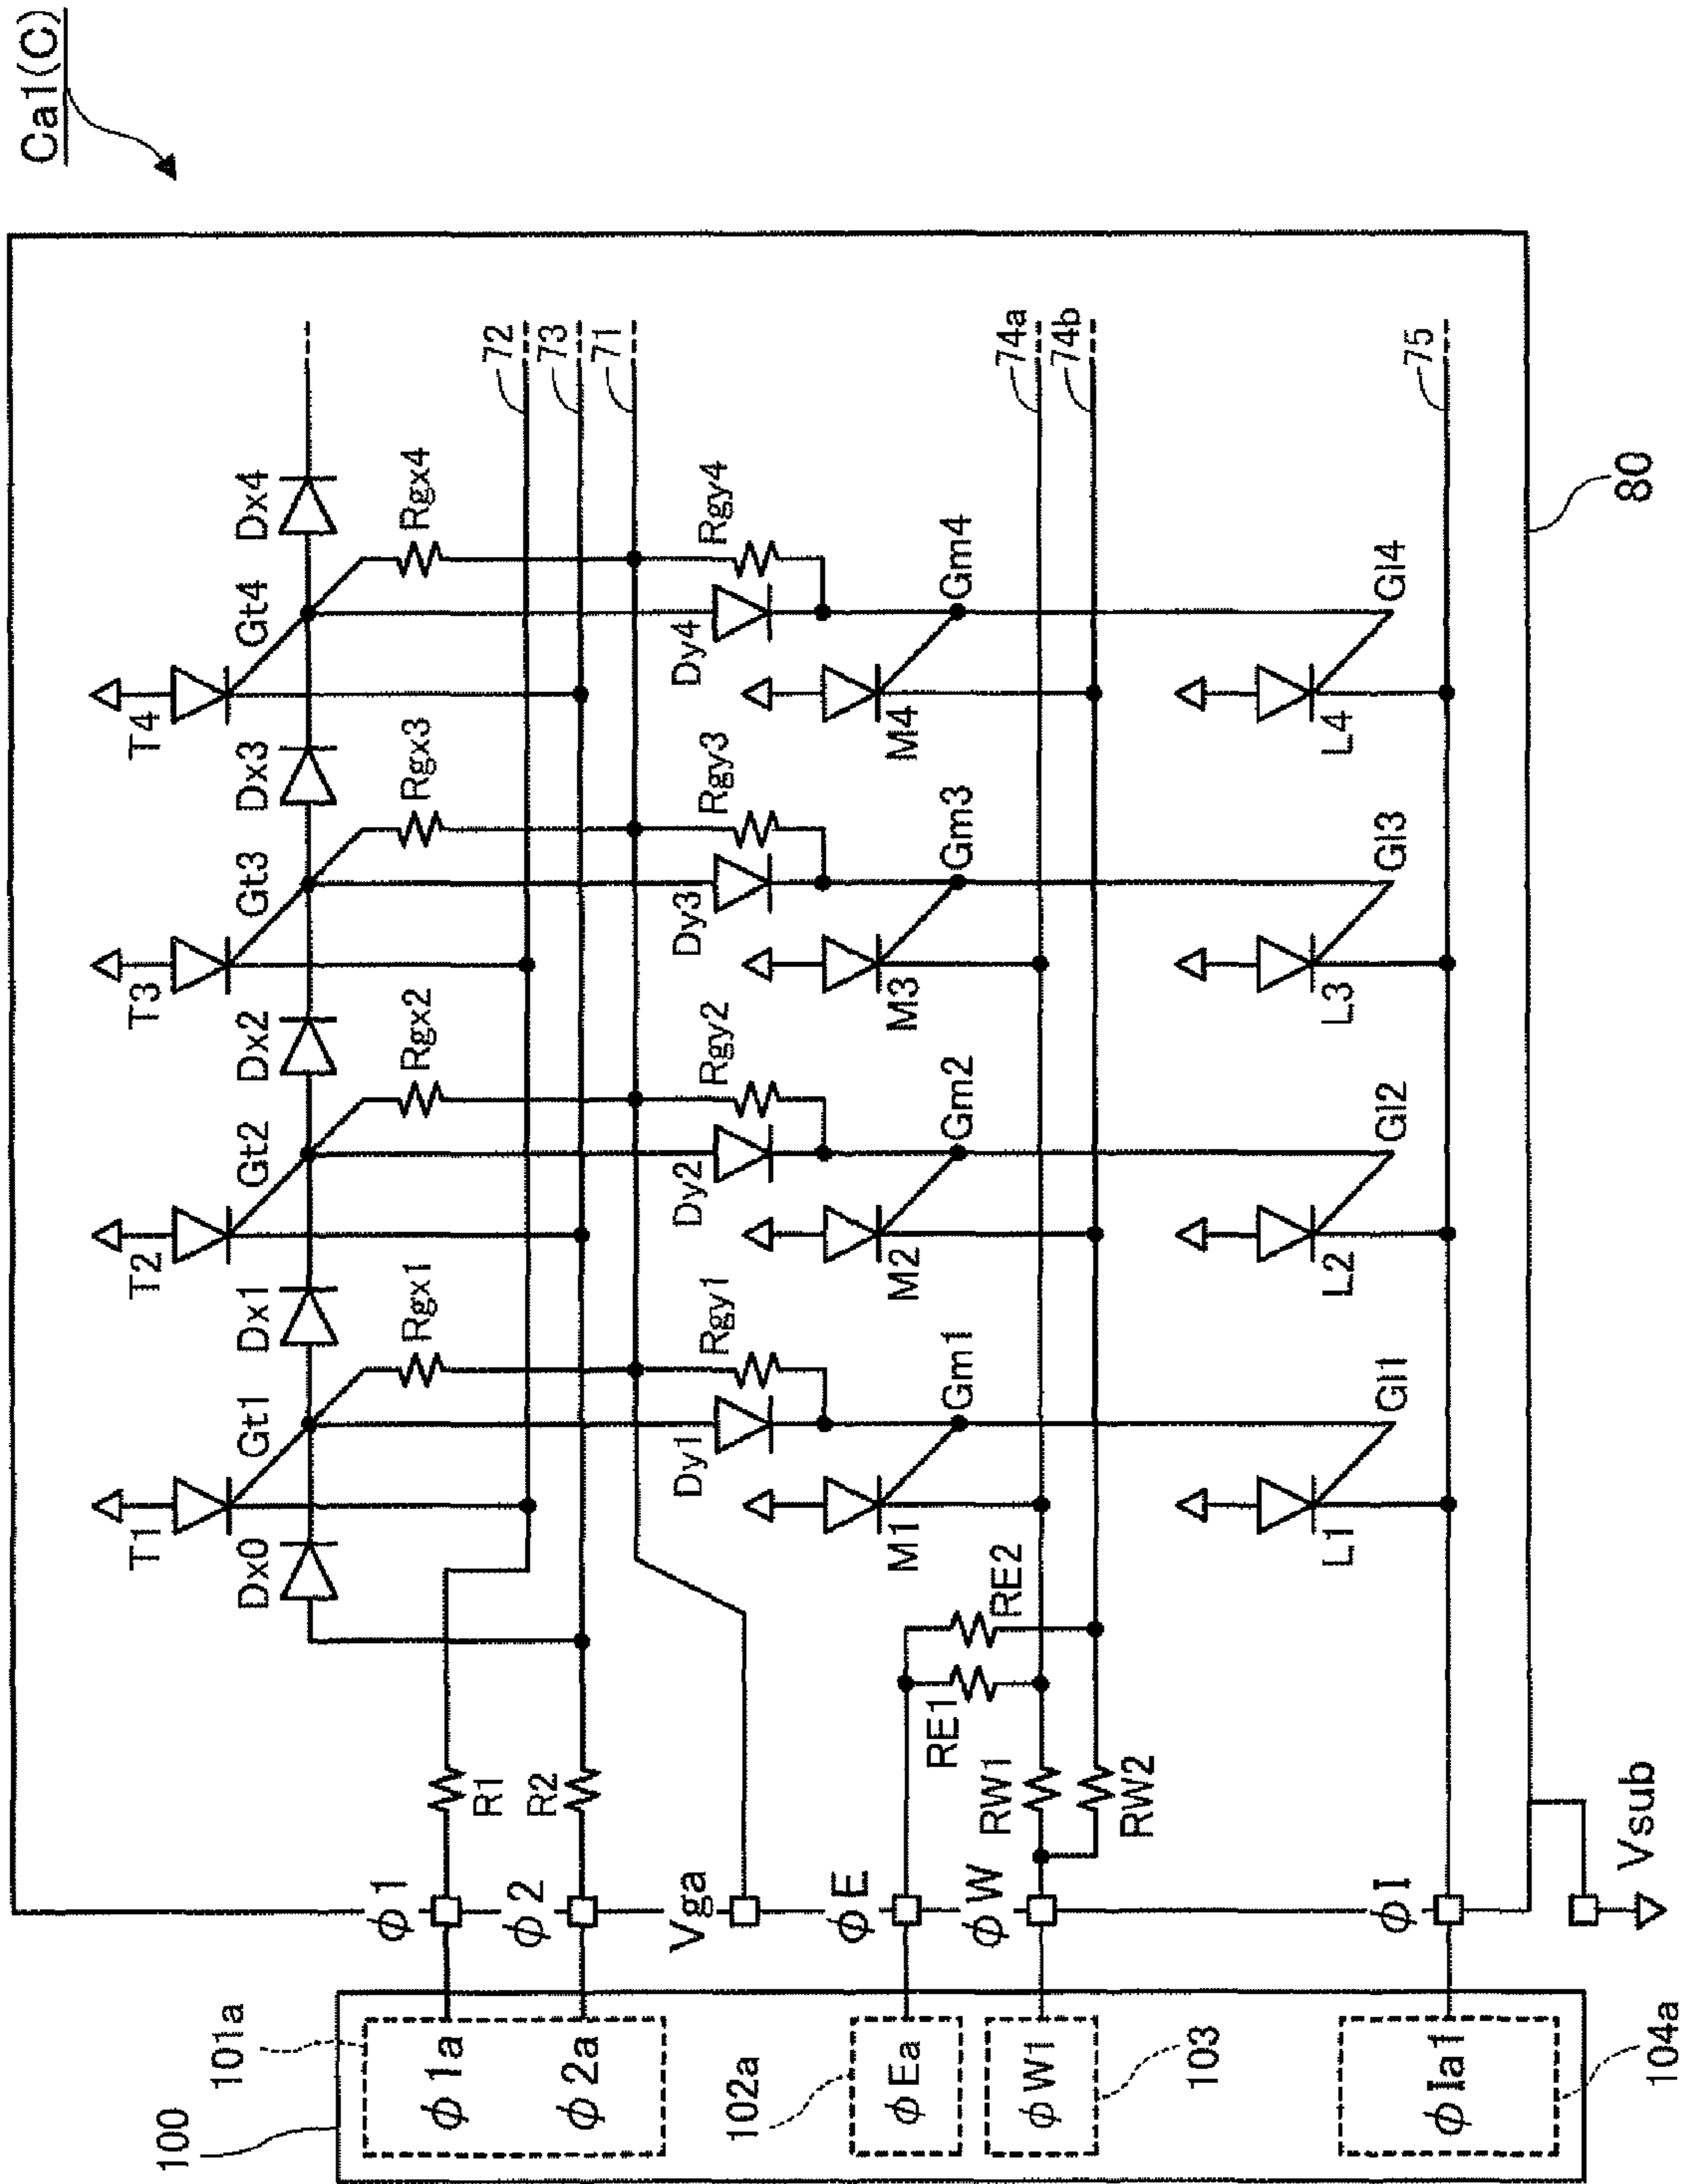 Ca1(C)
T1
T2
T3
T4
Dx0
Gt1
Dx1
Gt2
Dx2
Gt3
Dx3
Gt4
Dx4
Rgx1
Rgx2
Rgx3
Rgx4
72
73
71
100
101a
φ1a
φ1
R1
φ2a
φ2
R2
Vga
Dy1
Rgy1
Dy2
Rgy2
Dy3
Rgy3
Dy4
Rgy4
M1
Gm1
M2
Gm2
M3
Gm3
M4
Gm4
102a
φEa
φE
RE1
RE2
74a
74b
φW1
φW
RW1
RW2
103
L1
Gl1
L2
Gl2
L3
Gl3
L4
Gl4
75
φIa1
φI
104a
Vsub
80